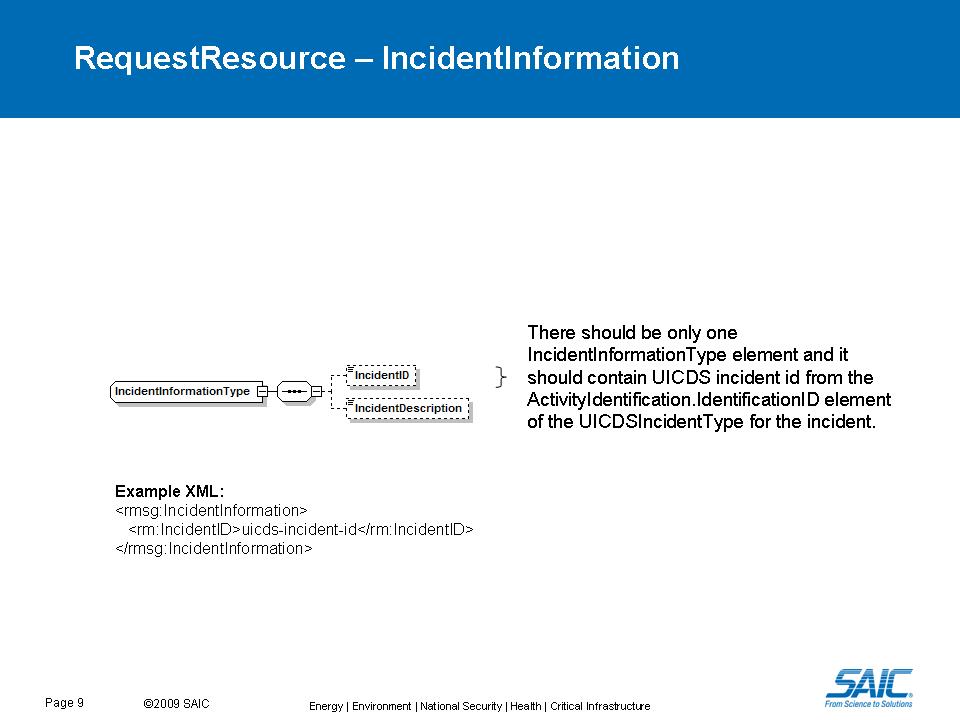 RequestResource – IncidentInformation
There should be only one
IncidentInformationType element and it
should contain UICDS incident id from the
ActivityIdentification.IdentificationID element
of the UICDSIncidentType for the incident.
IncidentInformationType
IncidentID
IncidentDescription
Example XML:
<rmsg:IncidentInformation>
<rm:IncidentID>uicds-incident-id</rm:IncidentID>
</rmsg:IncidentInformation>
Page 9
©2009 SAIC
Energy | Environment | National Security | Health | Critical Infrastructure
SAIC
From Science to Solutions